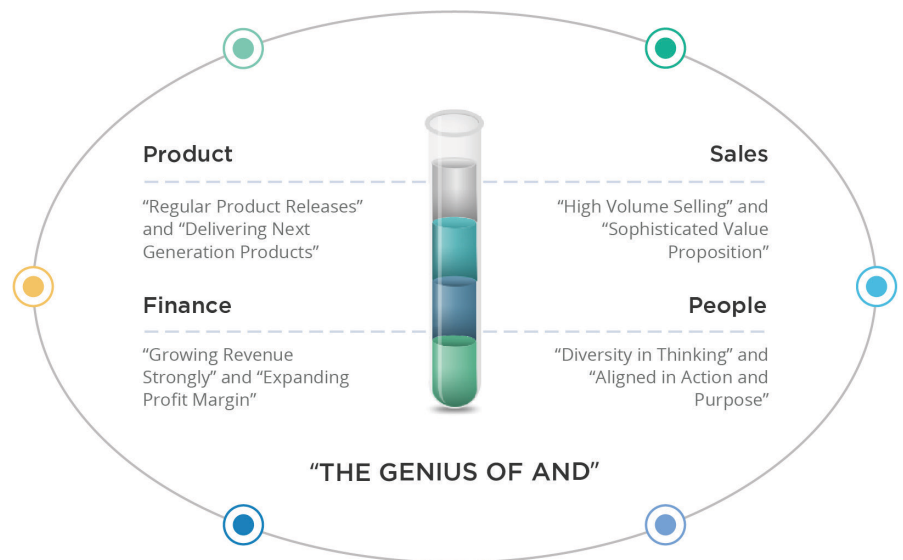 Product
“Regular Product Releases”
and “Delivering Next
Generation Products”
Sales
“High Volume Selling” and
“Sophisticated Value
Proposition”
Finance
“Growing Revenue
Strongly” and “Expanding
Profit Margin”
People
“Diversity in Thinking” and
“Aligned in Action and
Purpose”
“THE GENIUS OF AND”